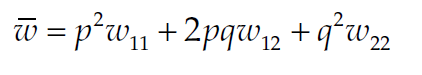 w̅ = p²w₁₁ + 2pqw₁₂ + q²w₂₂